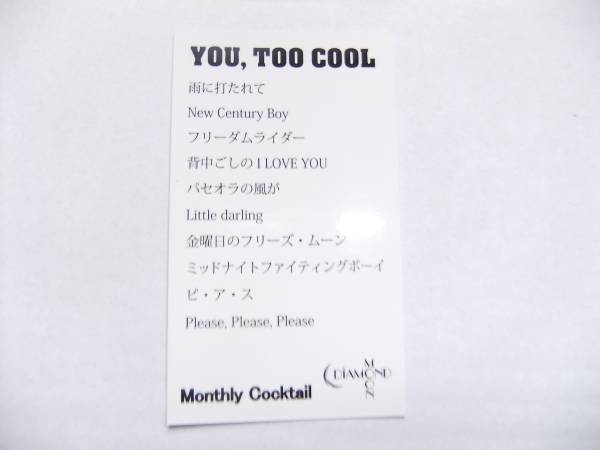 YOU, TOO COOL
雨に打たれて
New Century Boy
フリーダムライダー
背中ごしの I LOVE YOU
パセオラの風が
Little darling
金曜日のフリーズ・ムーン
ミッドナイトファイティングボーイ
ピ・ア・ス
Please, Please, Please
DIAMOND
MOON
Monthly Cocktail